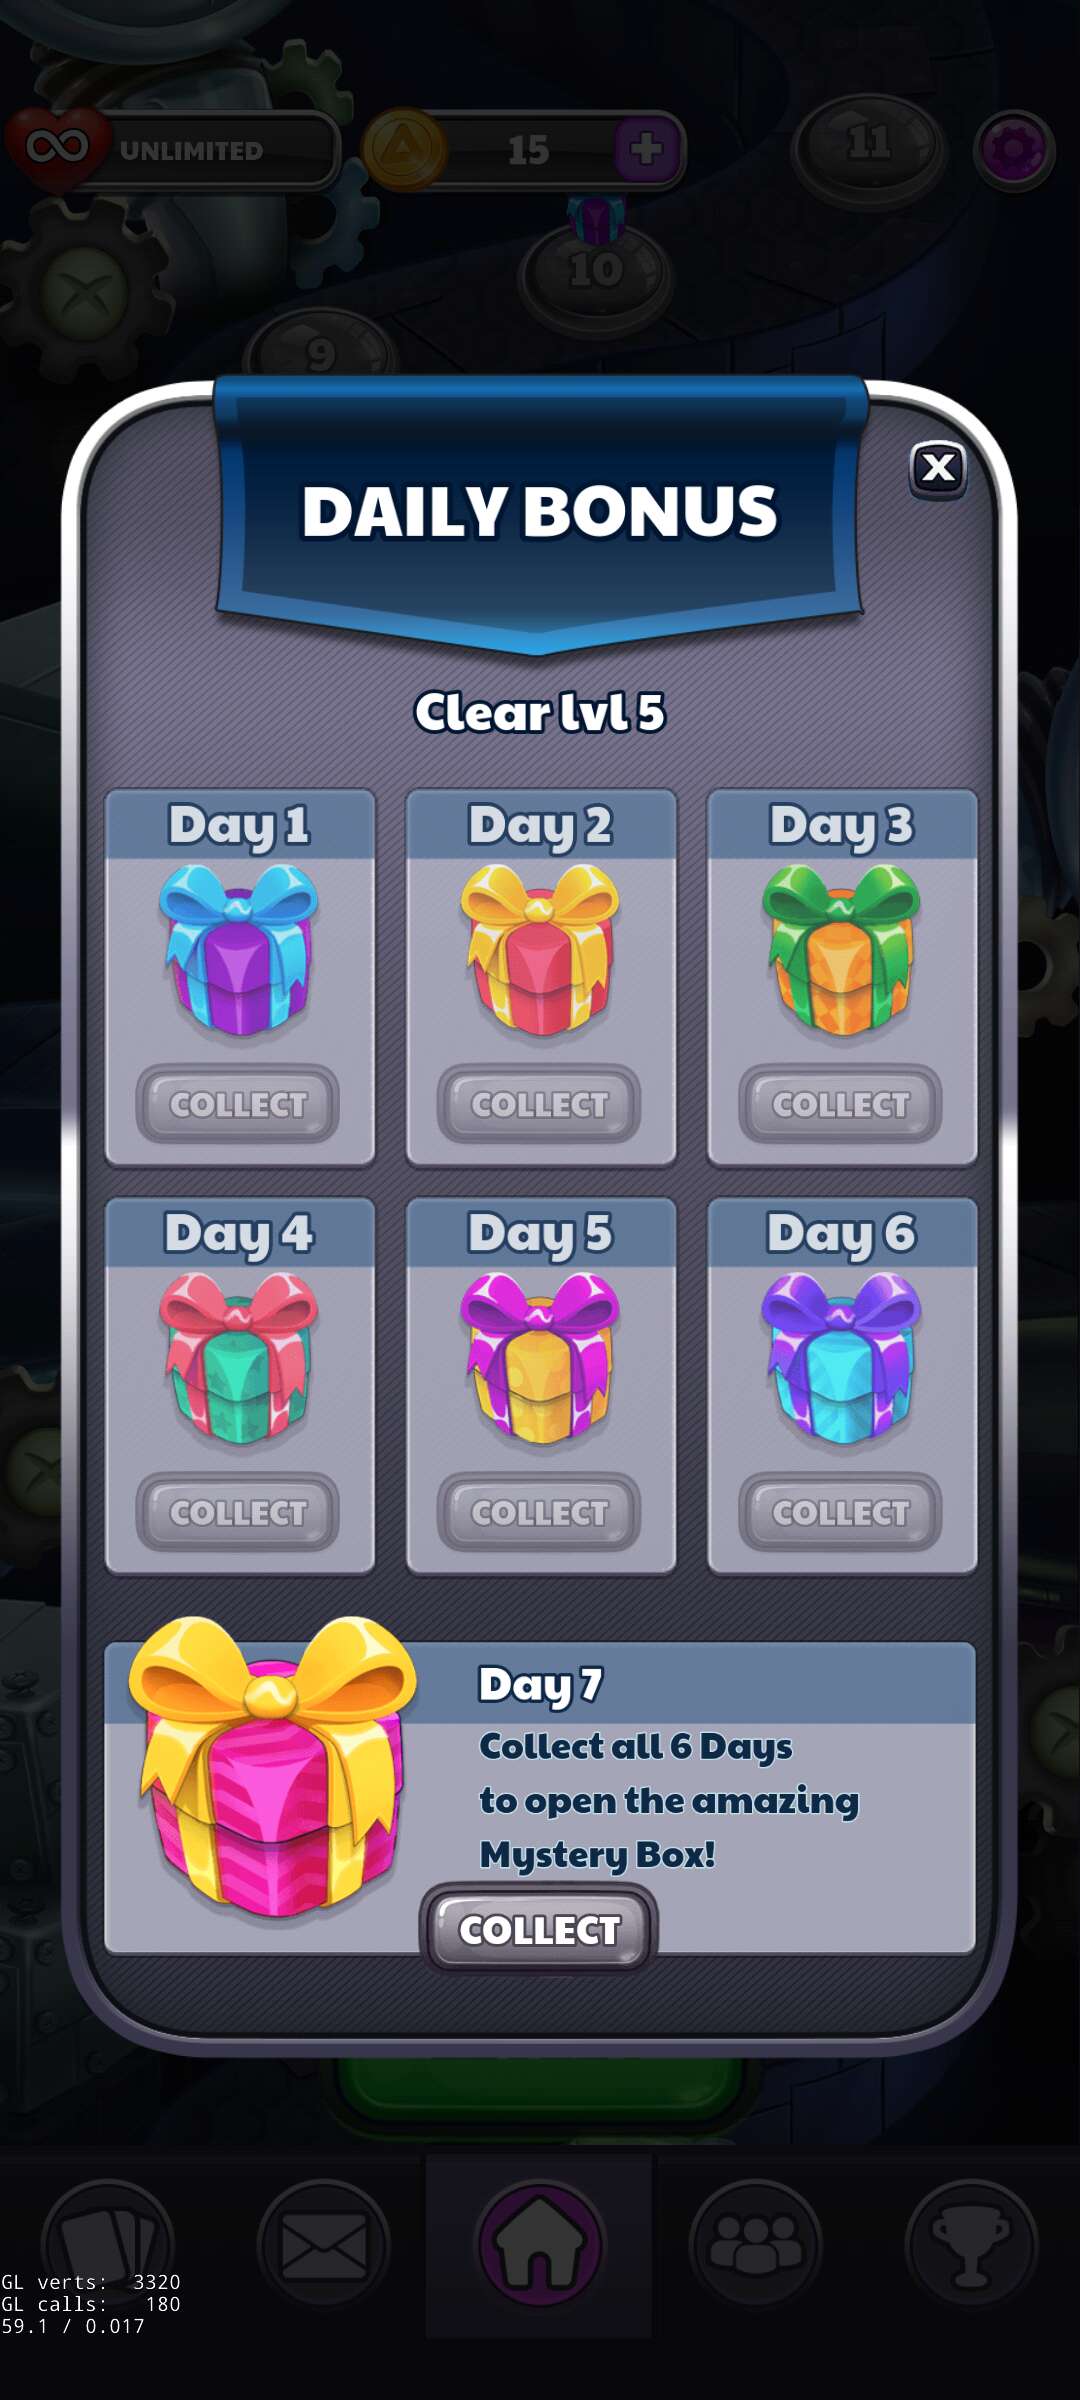 UNLIMITED
15
11
10
9
DAILY BONUS
X
Clear lvl 5
Day 1
Day 2
Day 3
COLLECT
COLLECT
COLLECT
Day 4
Day 5
Day 6
COLLECT
COLLECT
COLLECT
Day 7
Collect all 6 Days
to open the amazing
Mystery Box!
COLLECT
GL verts: 3320
GL calls: 180
59.1 / 0.017